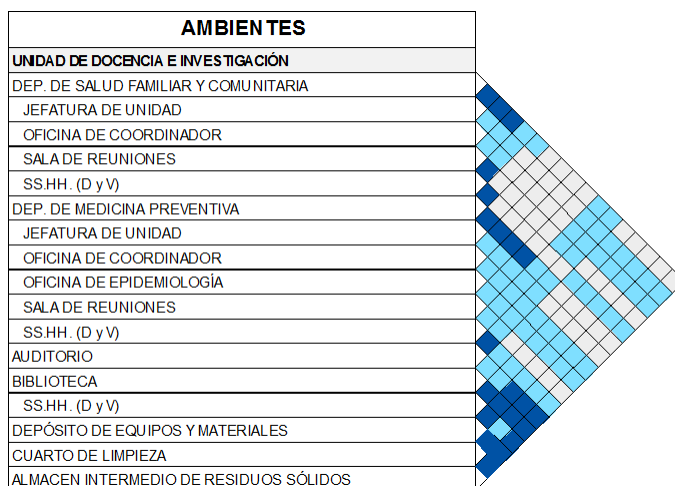 AMBIENTES
UNIDAD DE DOCENCIA E INVESTIGACIÓN
DEP. DE SALUD FAMILIAR Y COMUNITARIA
JEFATURA DE UNIDAD
OFICINA DE COORDINADOR
SALA DE REUNIONES
SS.HH. (D y V)
DEP. DE MEDICINA PREVENTIVA
JEFATURA DE UNIDAD
OFICINA DE COORDINADOR
OFICINA DE EPIDEMIOLOGÍA
SALA DE REUNIONES
SS.HH. (D y V)
AUDITORIO
BIBLIOTECA
SS.HH. (D y V)
DEPÓSITO DE EQUIPOS Y MATERIALES
CUARTO DE LIMPIEZA
ALMACEN INTERMEDIO DE RESIDUOS SÓLIDOS